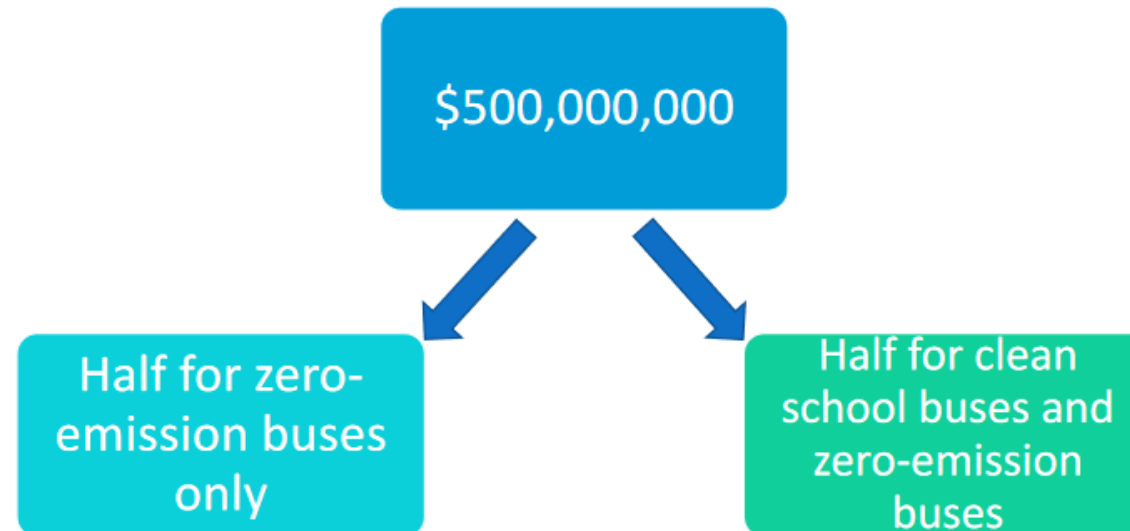 $500,000,000
Half for zero-
emission buses
only
Half for clean
school buses and
zero-emission
buses